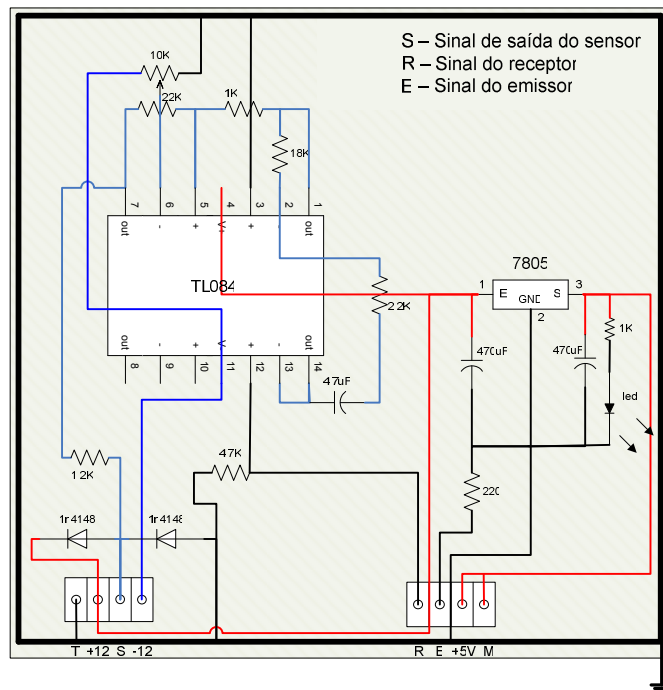 S – Sinal de saída do sensor
R – Sinal do receptor
E – Sinal do emissor
10K
22K
1K
18K
7 6 5 4 3 2 1
out - + V+ + - out
TL084
22K
7805
1 E S 3
GND
2
470uF
470uF
1K
led
out - + V- + - out
8 9 10 11 12 13 14
47uF
47K
12K
220
1n4148
1n4148
T +12 S -12
R E +5V M